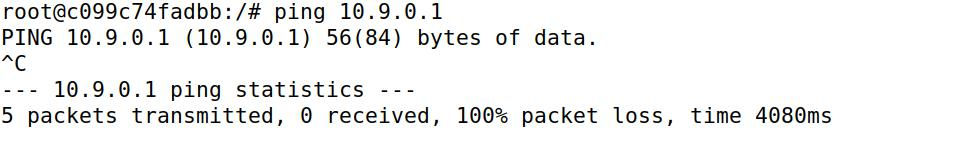 root@c099c74fadbb:/# ping 10.9.0.1
PING 10.9.0.1 (10.9.0.1) 56(84) bytes of data.
^C
--- 10.9.0.1 ping statistics ---
5 packets transmitted, 0 received, 100% packet loss, time 4080ms